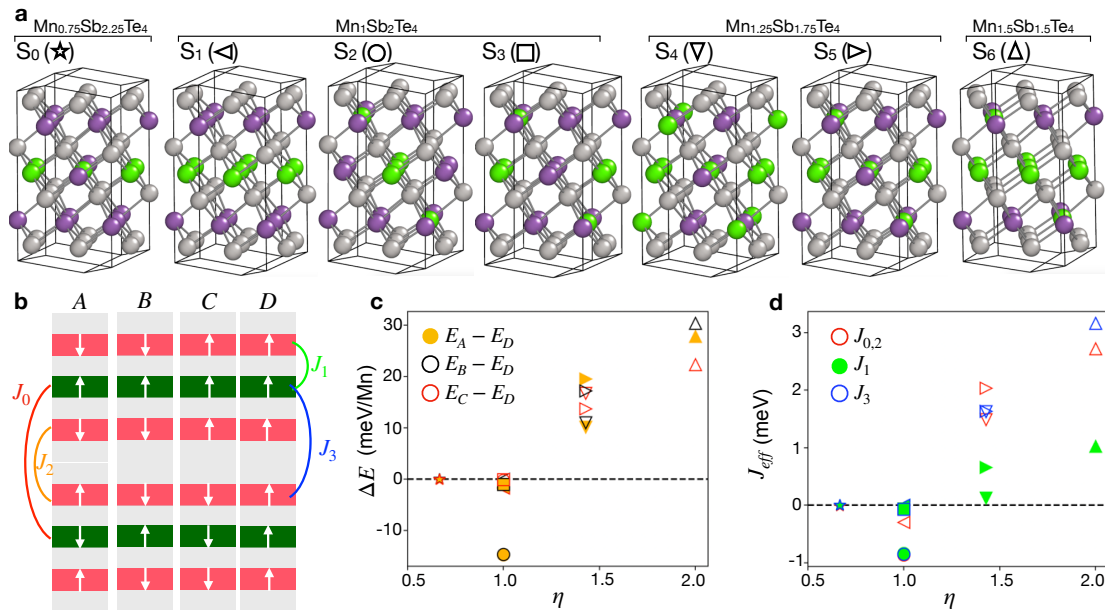 a
Mn0.75Sb2.25Te4 Mn1Sb2Te4 Mn1.25Sb1.75Te4 Mn1.5Sb1.5Te4
S0 (☆) S1 (◁) S2 (○) S3 (□) S4 (▽) S5 (▷) S6 (△)
b A B C D
J1
J0
J2
J3
c
EA − ED
EB − ED
EC − ED
ΔE (meV/Mn)
30
20
10
0
-10
0.5 1.0 1.5 2.0
η
d
J0,2
J1
J3
Jeff (meV)
3
2
1
0
-1
0.5 1.0 1.5 2.0
η